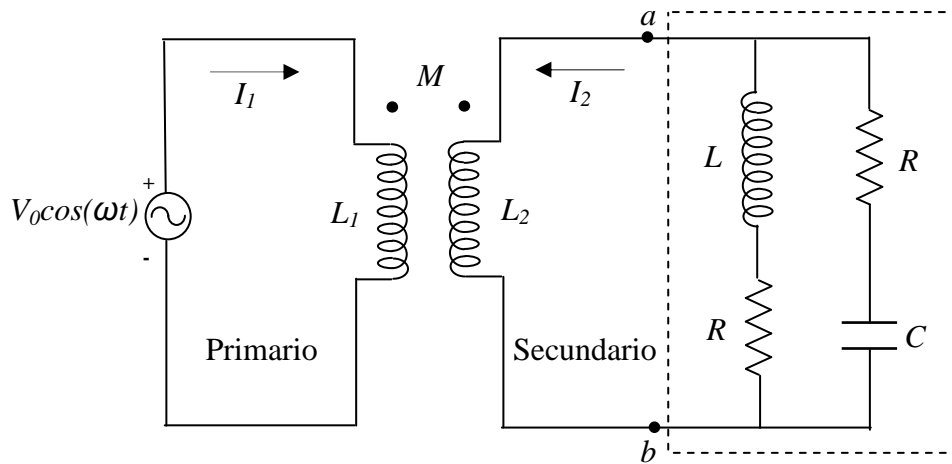 a
M
I1
I2
L
R
+
V0cos(ωt)
-
L1
L2
R
C
Primario
Secundario
b